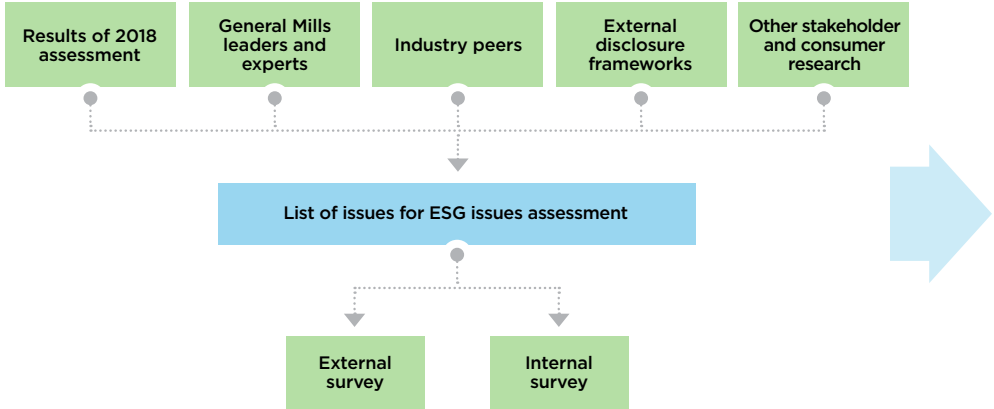 Results of 2018
assessment
General Mills
leaders and
experts
Industry peers
External
disclosure
frameworks
Other stakeholder
and consumer
research
List of issues for ESG issues assessment
External
survey
Internal
survey